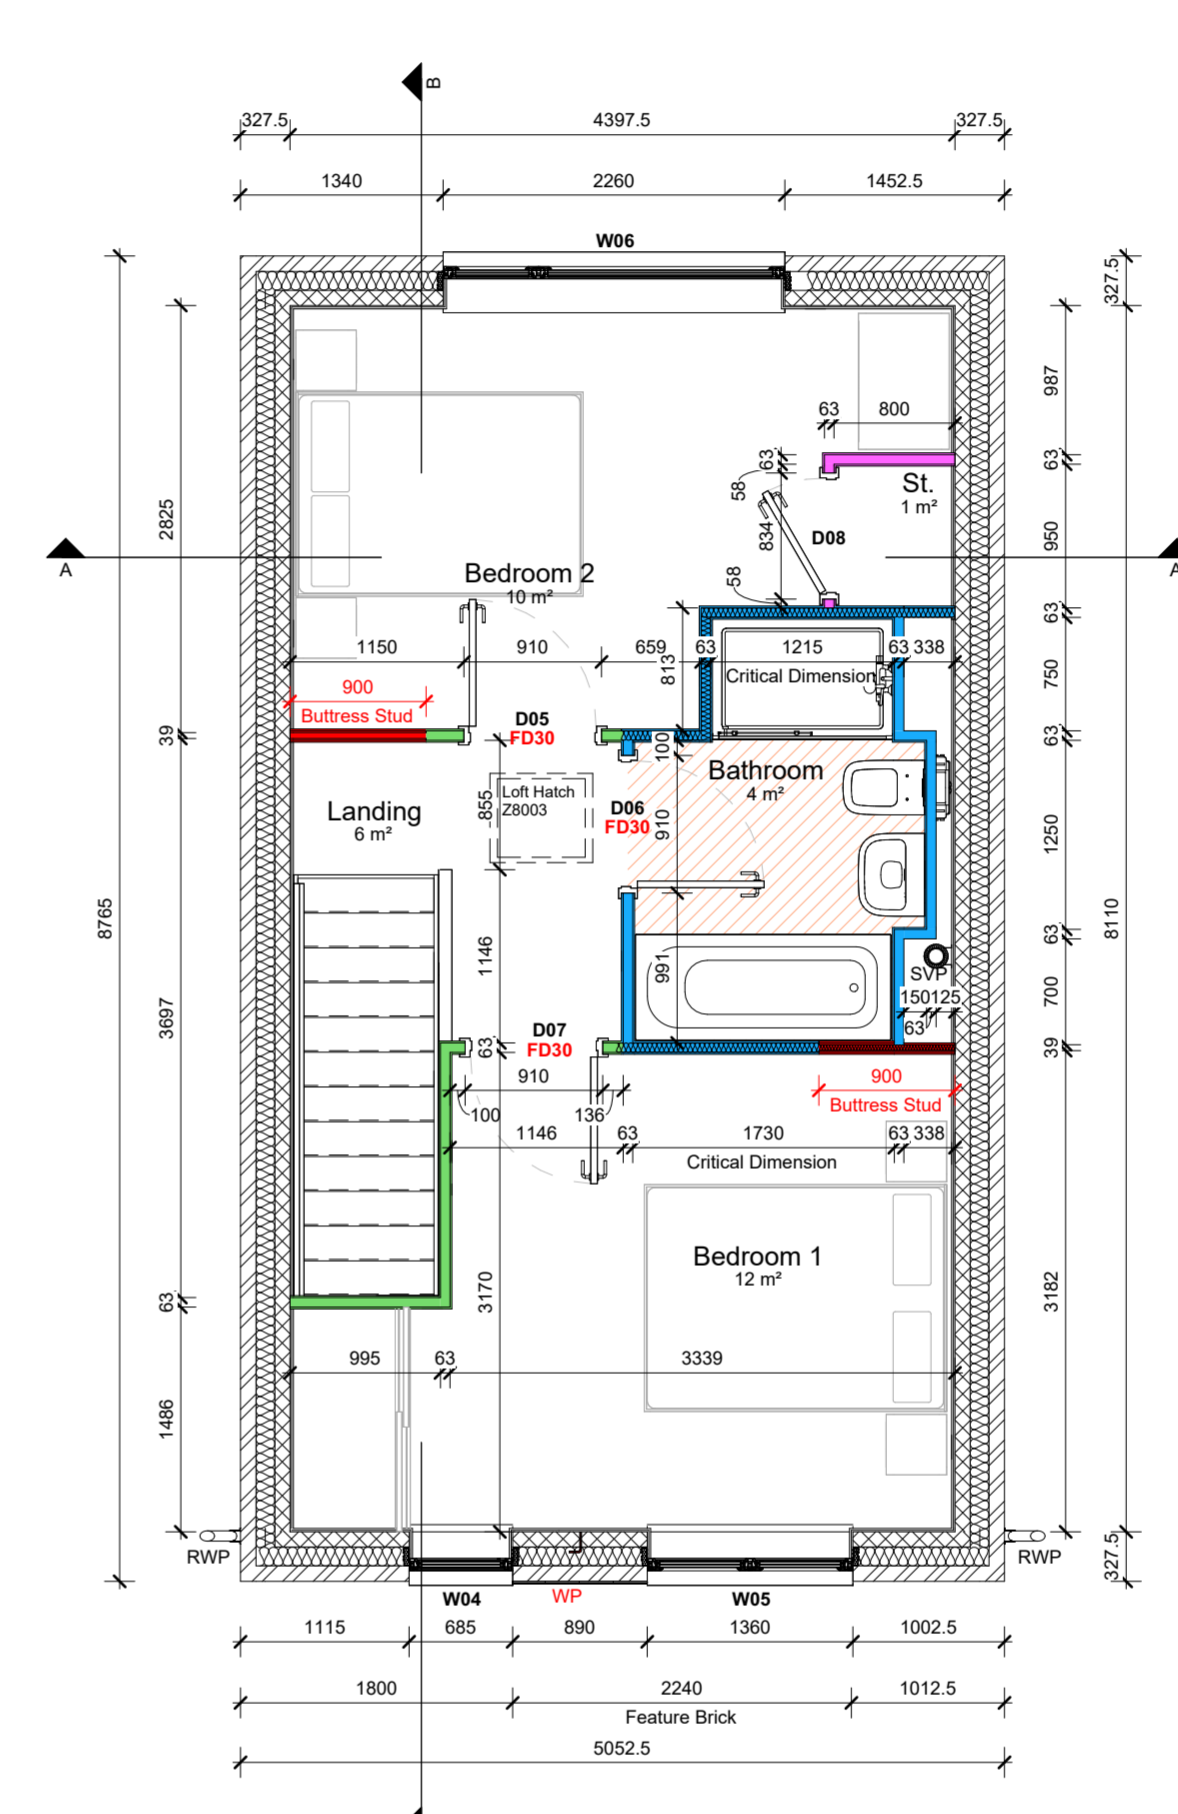 B
327.5 4397.5 327.5
1340 2260 1452.5
W06
327.5
987
63 800
63
63
St.
1 m²
58
2825
834
D08
950
A
A
Bedroom 2
10 m²
58
63
1150 910 659 63 1215 63 338
813
Critical Dimension
750
900
Buttress Stud
D05
FD30
39
100
63
Bathroom
4 m²
Loft Hatch
Z8003
855
Landing
6 m²
D06
FD30
910
1250
8765
8110
63
1146
991
SVP
150 125
63
700
3697
D07
FD30
63
39
910
900
100
136
Buttress Stud
1146 63 1730 63 338
Critical Dimension
Bedroom 1
12 m²
3170
3182
63
995 63 3339
1486
RWP
RWP
327.5
W04
WP
W05
1115 685 890 1360 1002.5
1800 2240 1012.5
Feature Brick
5052.5